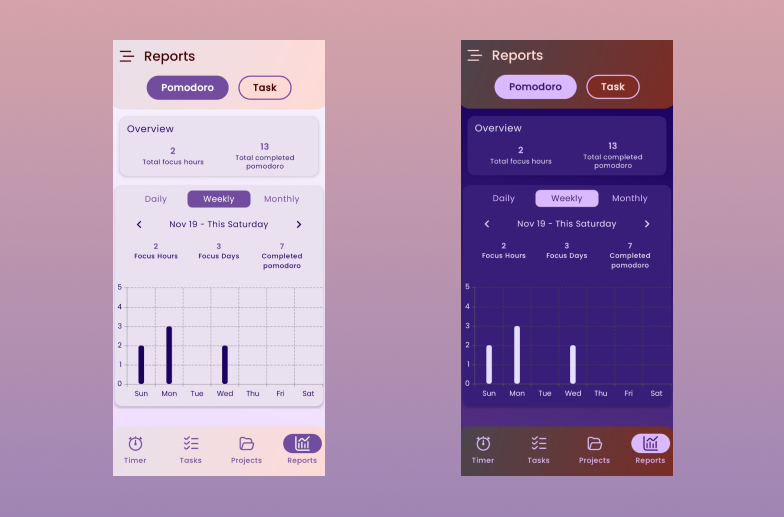 Reports
Pomodoro Task
Overview
2 13
Total focus hours Total completed
pomodoro
Daily Weekly Monthly
Nov 19 - This Saturday
2 3 7
Focus Hours Focus Days Completed
pomodoro
5
4
3
2
1
0
Sun Mon Tue Wed Thu Fri Sat
Timer Tasks Projects Reports
Reports
Pomodoro Task
Overview
2 13
Total focus hours Total completed
pomodoro
Daily Weekly Monthly
Nov 19 - This Saturday
2 3 7
Focus Hours Focus Days Completed
pomodoro
5
4
3
2
1
0
Sun Mon Tue Wed Thu Fri Sat
Timer Tasks Projects Reports